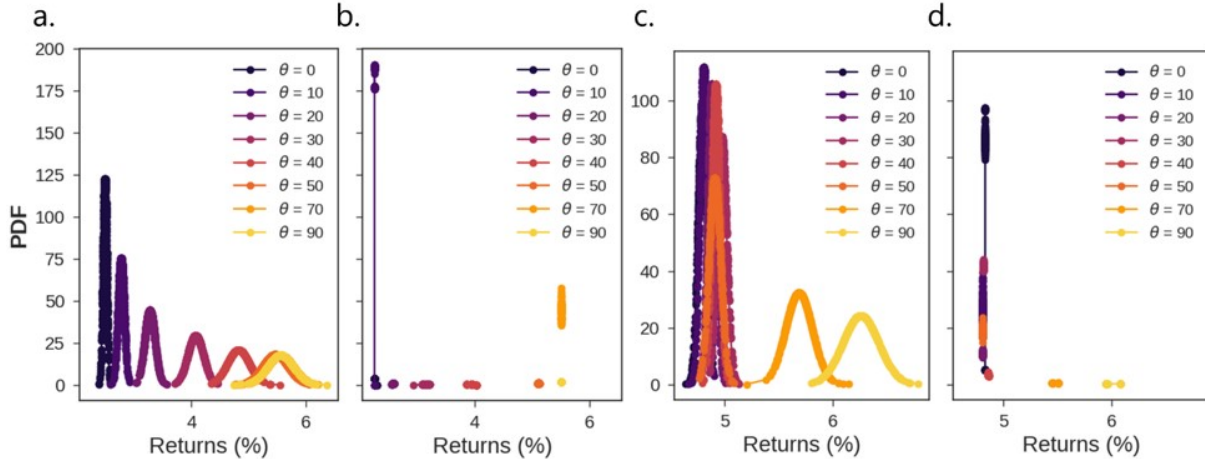 a.
b.
c.
d.
PDF
200
175
150
125
100
75
50
25
0
θ = 0
θ = 10
θ = 20
θ = 30
θ = 40
θ = 50
θ = 70
θ = 90
4
6
Returns (%)
θ = 0
θ = 10
θ = 20
θ = 30
θ = 40
θ = 50
θ = 70
θ = 90
4
6
Returns (%)
100
80
60
40
20
0
θ = 0
θ = 10
θ = 20
θ = 30
θ = 40
θ = 50
θ = 70
θ = 90
5
6
Returns (%)
θ = 0
θ = 10
θ = 20
θ = 30
θ = 40
θ = 50
θ = 70
θ = 90
5
6
Returns (%)